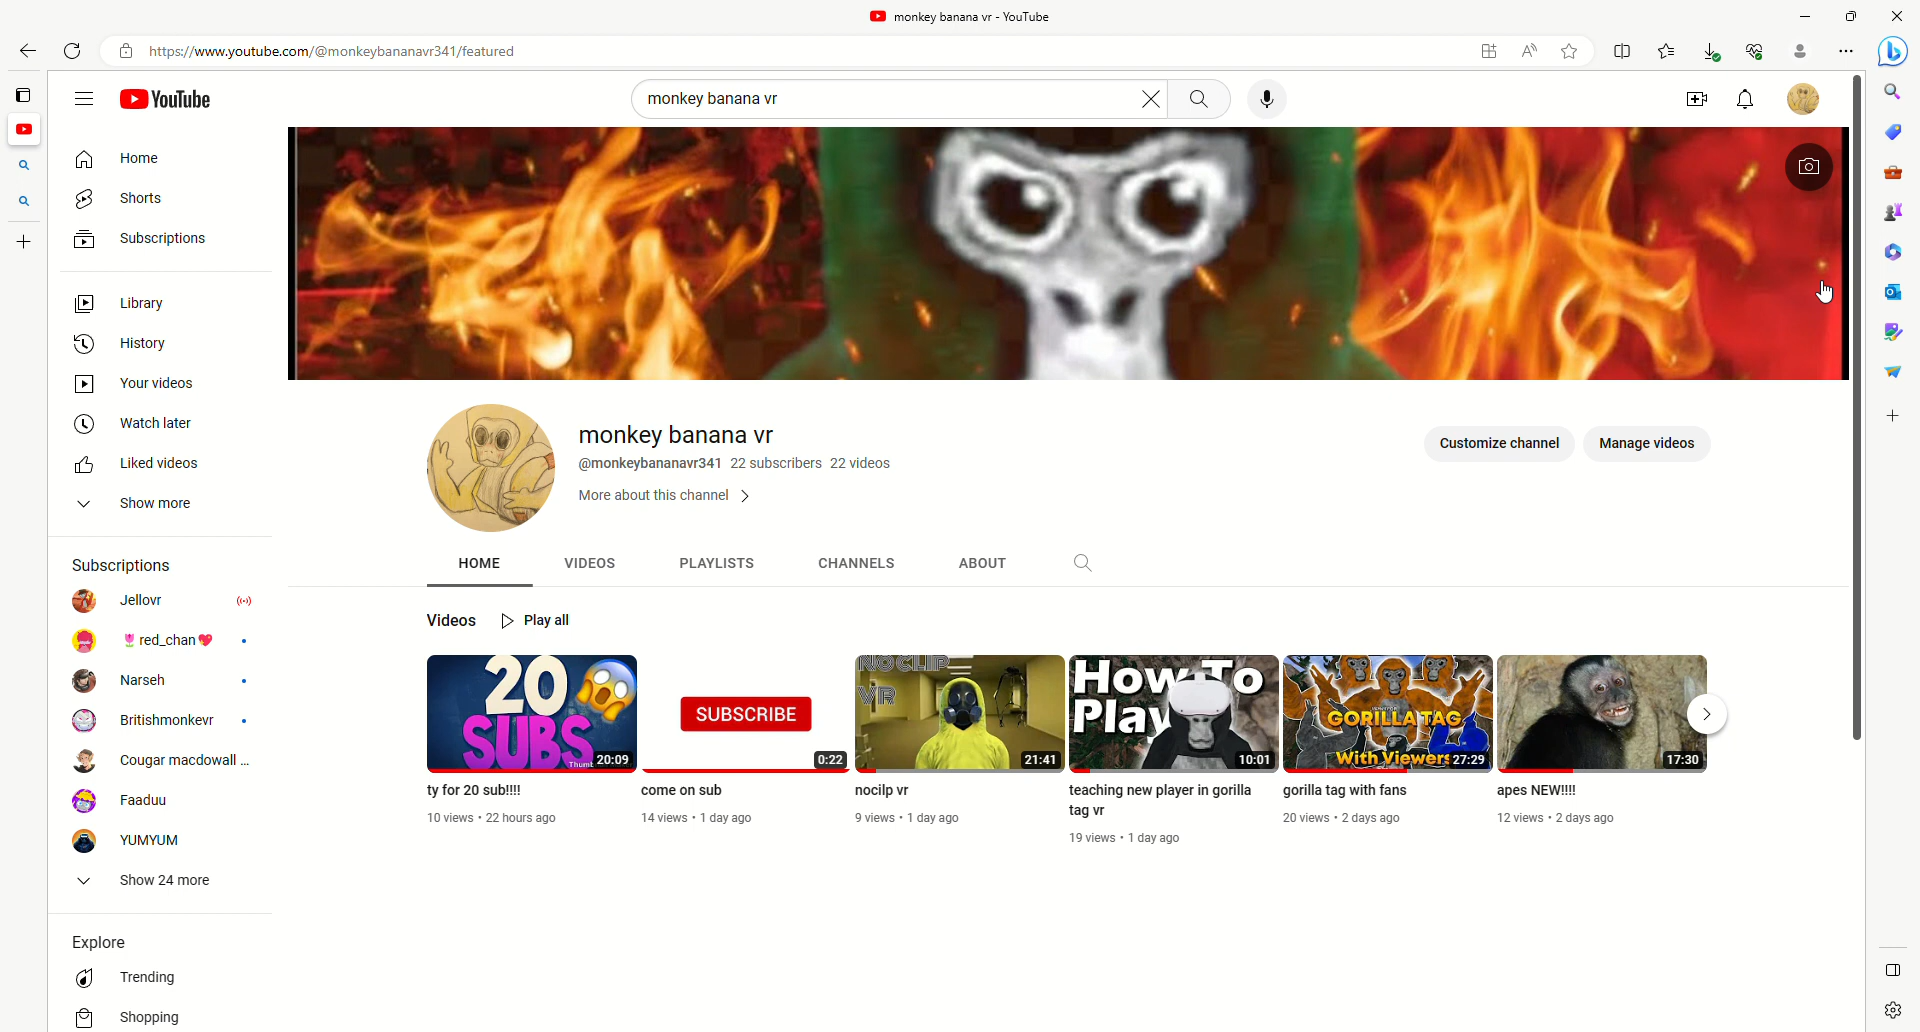 monkey banana vr - YouTube
https://www.youtube.com/@monkeybananavr341/featured
YouTube
monkey banana vr
Home
Shorts
Subscriptions
Library
History
Your videos
Watch later
Liked videos
Show more
Subscriptions
Jellovr
🌷red_chan💖
Narseh
Britishmonkevr
Cougar macdowall ...
Faaduu
YUMYUM
Show 24 more
Explore
Trending
Shopping
monkey banana vr
@monkeybananavr341 22 subscribers 22 videos
More about this channel
Customize channel
Manage videos
HOME VIDEOS PLAYLISTS CHANNELS ABOUT
Videos Play all
20
SUBS
Thumb
20:09
ty for 20 sub!!!!
10 views • 22 hours ago
SUBSCRIBE
0:22
come on sub
14 views • 1 day ago
NOCLIP
VR
21:41
nocilp vr
9 views • 1 day ago
How To
Play
10:01
teaching new player in gorilla
tag vr
19 views • 1 day ago
GORILLA TAG
With Viewers
27:29
gorilla tag with fans
20 views • 2 days ago
17:30
apes NEW!!!!
12 views • 2 days ago